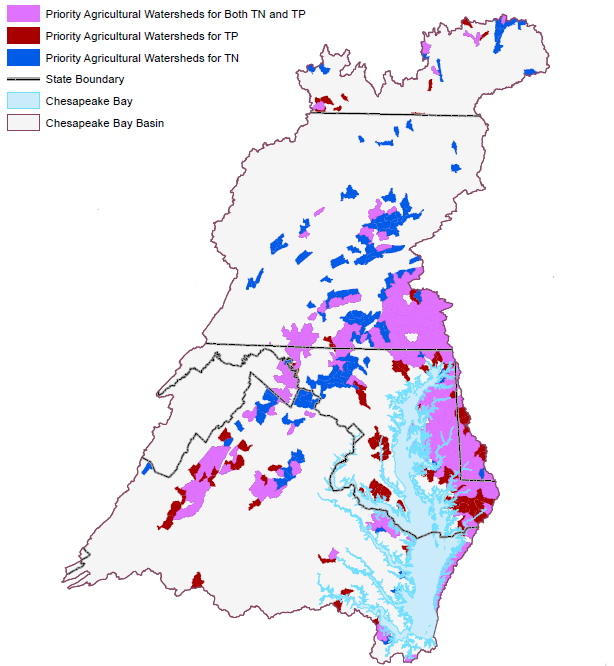 Priority Agricultural Watersheds for Both TN and TP
Priority Agricultural Watersheds for TP
Priority Agricultural Watersheds for TN
State Boundary
Chesapeake Bay
Chesapeake Bay Basin